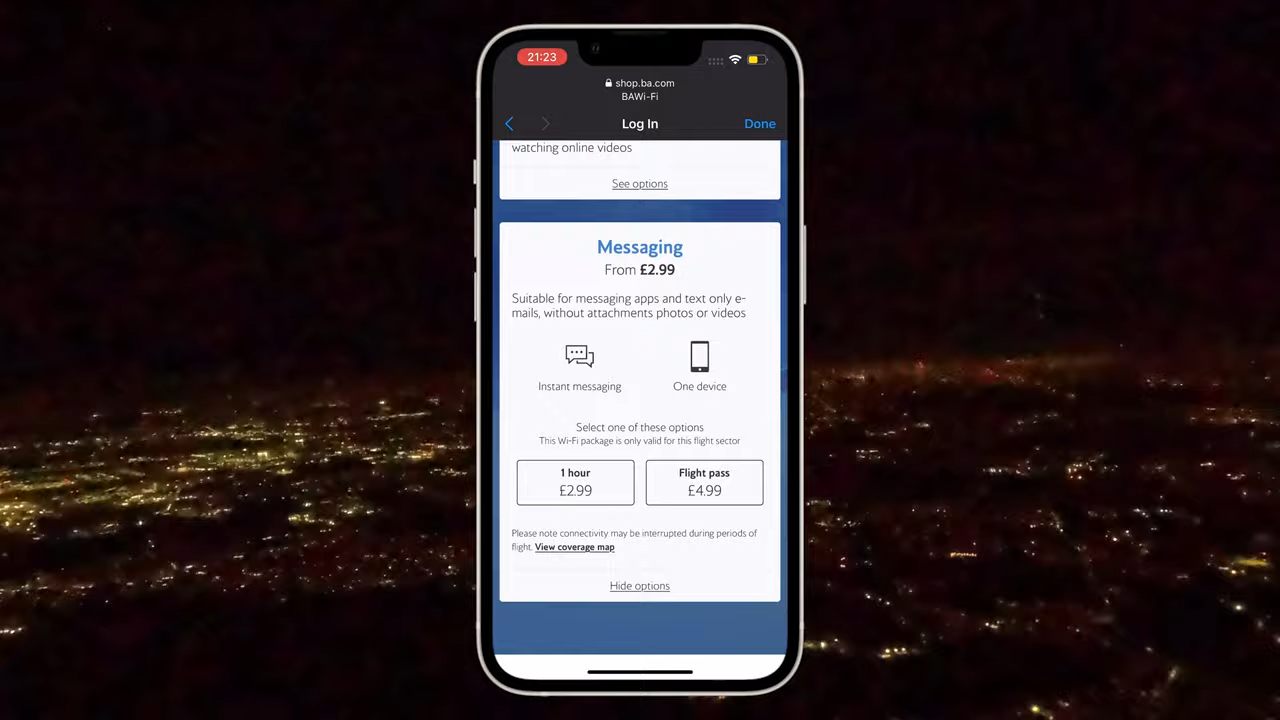 21:23
shop.ba.com
BAWi-Fi
Log In
Done
watching online videos
See options
Messaging
From £2.99
Suitable for messaging apps and text only e-
mails, without attachments photos or videos
Instant messaging
One device
Select one of these options
This Wi-Fi package is only valid for this flight sector
1 hour
£2.99
Flight pass
£4.99
Please note connectivity may be interrupted during periods of
flight. View coverage map
Hide options